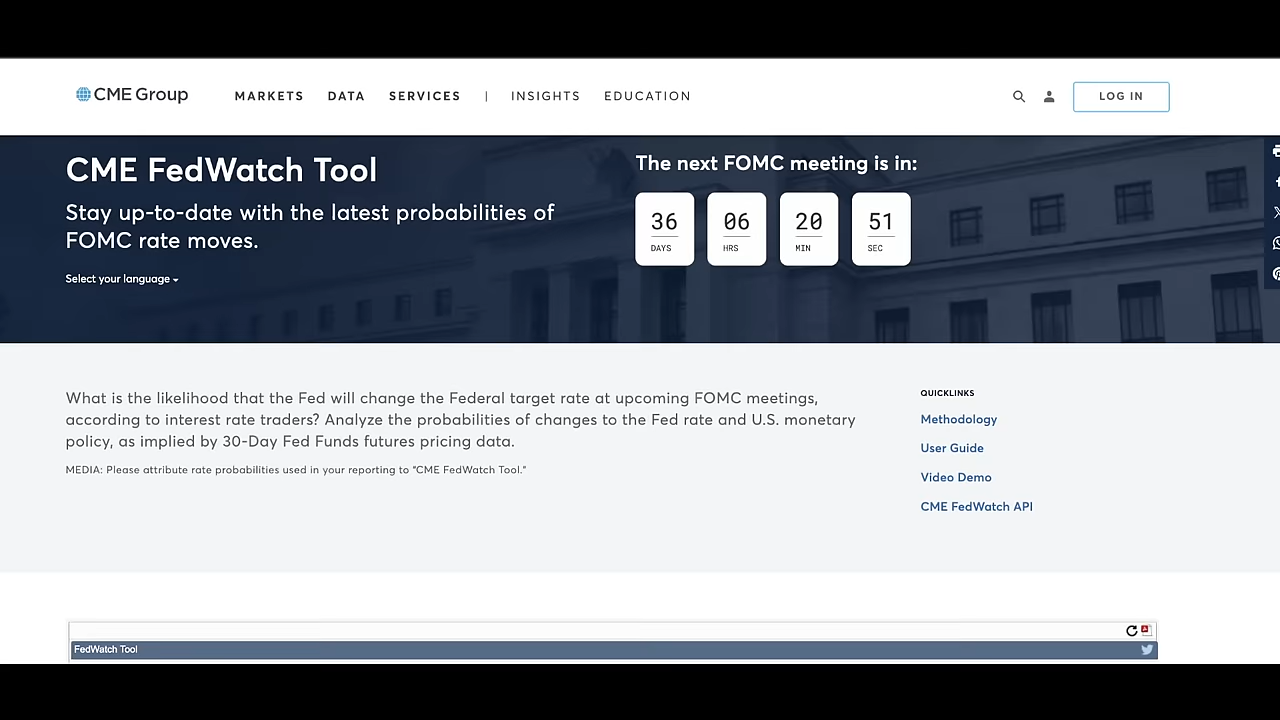 CME Group
MARKETS DATA SERVICES | INSIGHTS EDUCATION
LOG IN
CME FedWatch Tool
Stay up-to-date with the latest probabilities of
FOMC rate moves.
Select your language
The next FOMC meeting is in:
36 06 20 51
DAYS HRS MIN SEC
What is the likelihood that the Fed will change the Federal target rate at upcoming FOMC meetings,
according to interest rate traders? Analyze the probabilities of changes to the Fed rate and U.S. monetary
policy, as implied by 30-Day Fed Funds futures pricing data.
MEDIA: Please attribute rate probabilities used in your reporting to “CME FedWatch Tool.”
QUICKLINKS
Methodology
User Guide
Video Demo
CME FedWatch API
FedWatch Tool